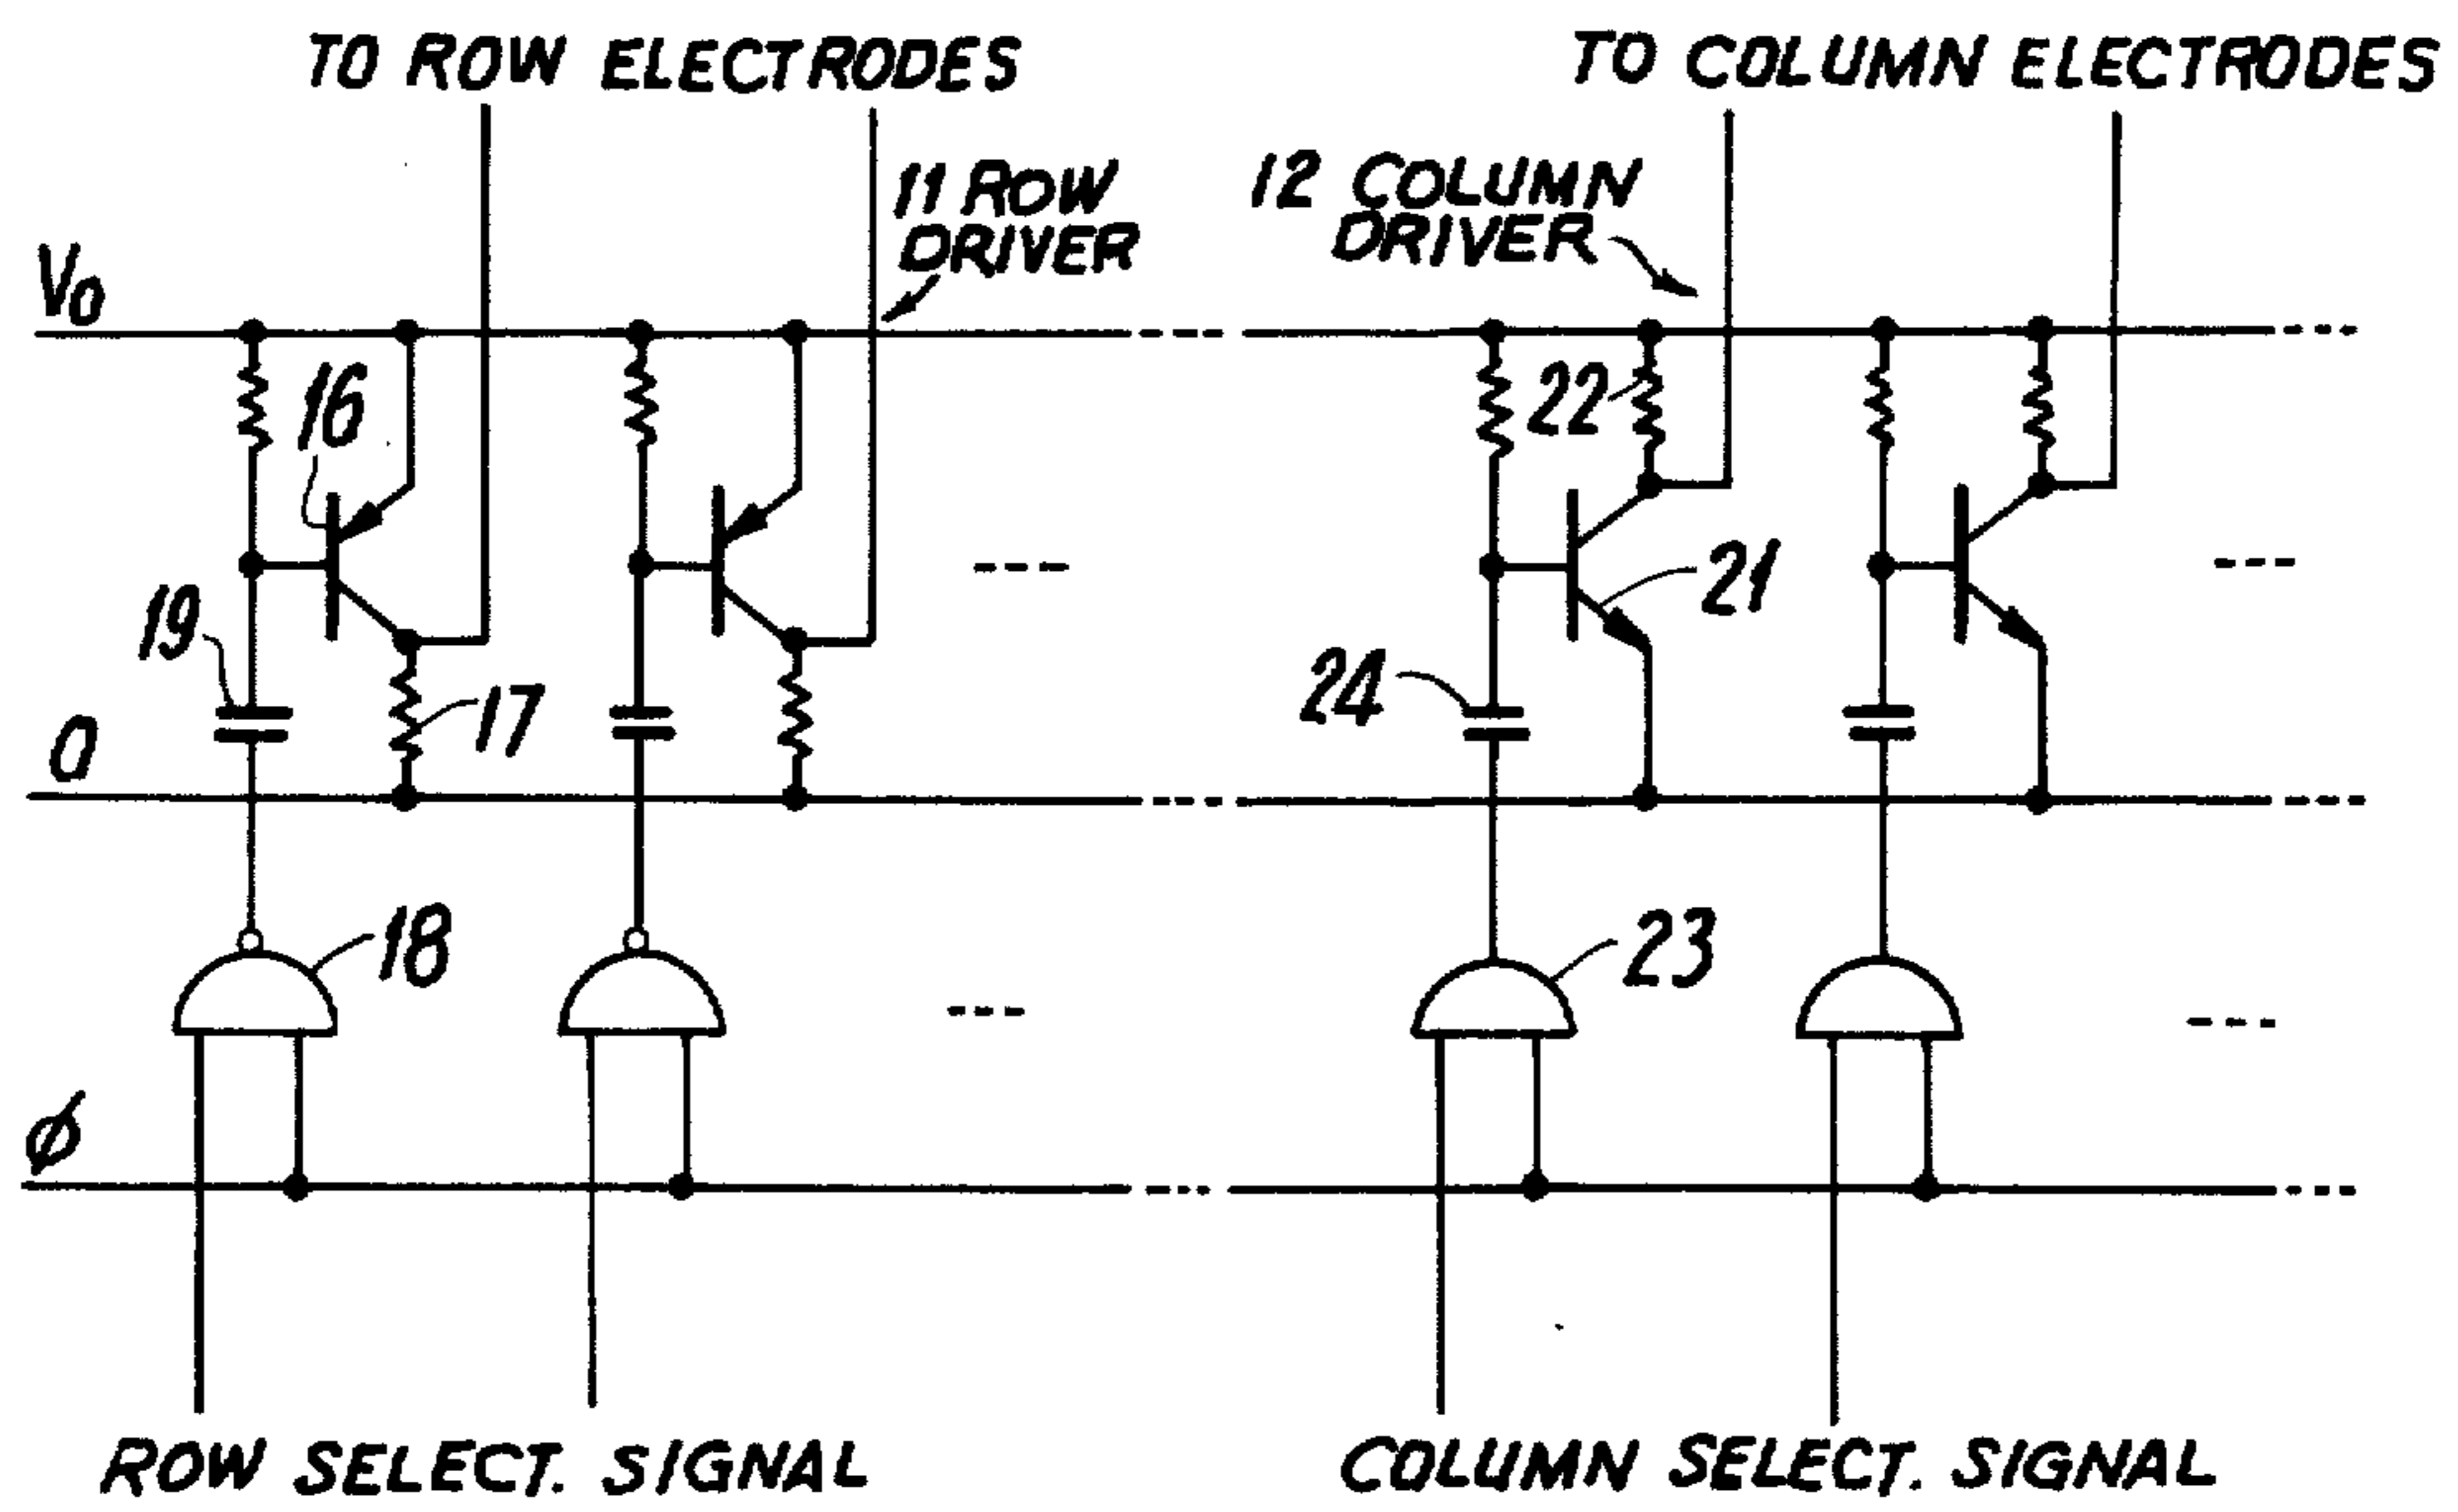 TO ROW ELECTRODES
TO COLUMN ELECTRODES
11 ROW
DRIVER
12 COLUMN
DRIVER
V0
16
22
19
17
21
24
0
18
23
ø
ROW SELECT. SIGNAL
COLUMN SELECT. SIGNAL